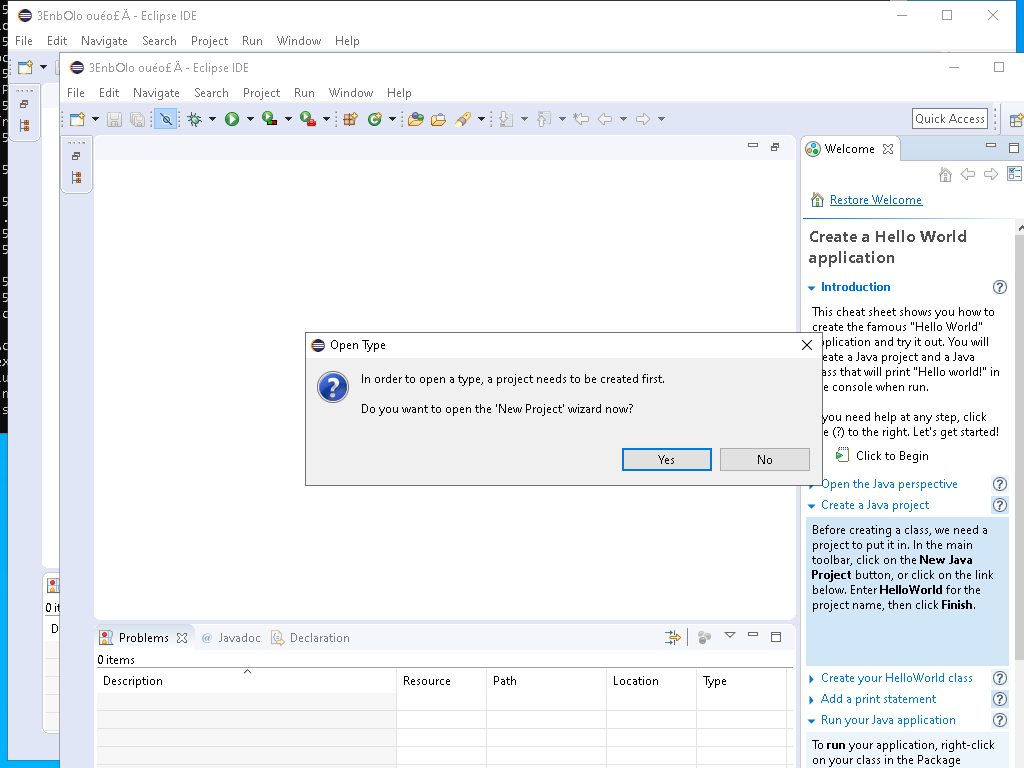 3EnbOlo ouéo£Ä - Eclipse IDE
File Edit Navigate Search Project Run Window Help
3EnbOlo ouéo£Ä - Eclipse IDE
File Edit Navigate Search Project Run Window Help
Quick Access
Welcome
Restore Welcome
Create a Hello World
application
Introduction
This cheat sheet shows you how to
create the famous "Hello World"
pplication and try it out. You will
eate a Java project and a Java
ass that will print "Hello world!" in
e console when run.
you need help at any step, click
e (?) to the right. Let's get started!
Click to Begin
Open the Java perspective
Create a Java project
Before creating a class, we need a
project to put it in. In the main
toolbar, click on the New Java
Project button, or click on the link
below. Enter HelloWorld for the
project name, then click Finish.
Create your HelloWorld class
Add a print statement
Run your Java application
To run your application, right-click
on your class in the Package
Open Type
In order to open a type, a project needs to be created first.
Do you want to open the 'New Project' wizard now?
Yes No
Problems Javadoc Declaration
0 items
Description Resource Path Location Type
0 it
D